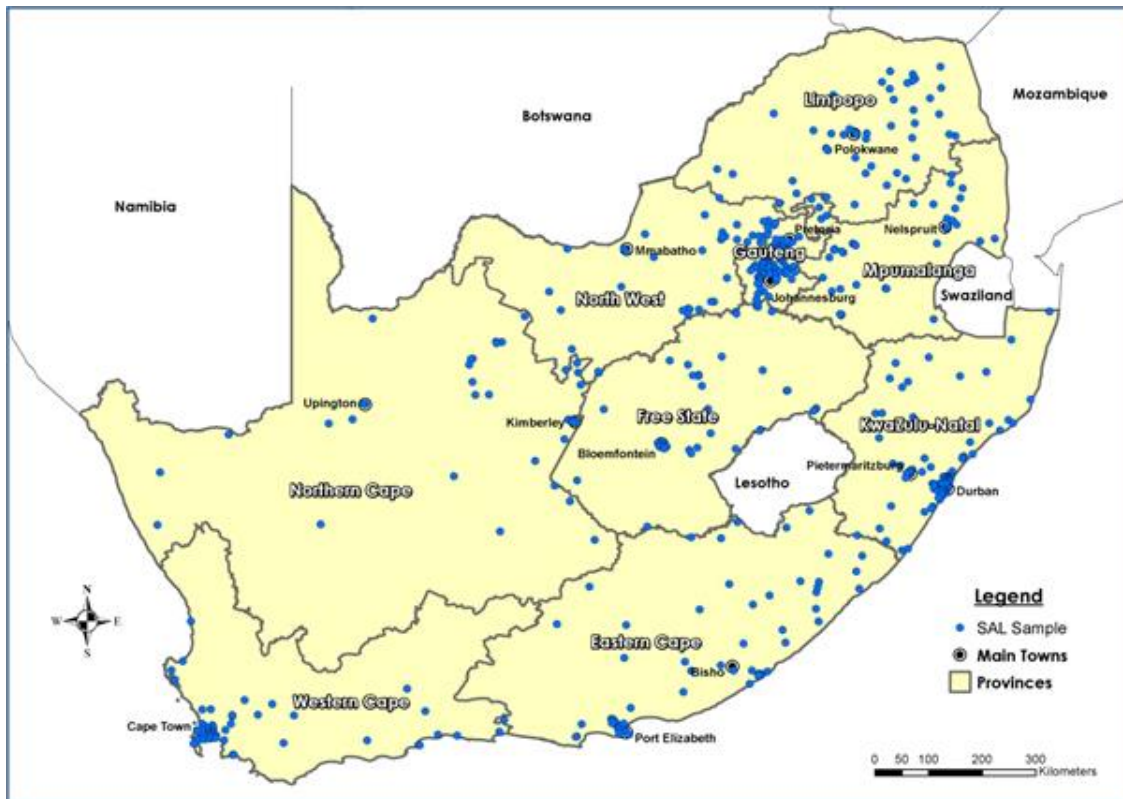 Mozambique
Limpopo
Botswana
Polokwane
Namibia
Pretoria
Nelspruit
Mmabatho
Gauteng
Mpumalanga
North West
Johannesburg
Swaziland
Upington
Kimberley
Free State
KwaZulu-Natal
Bloemfontein
Pietermaritzburg
Lesotho
Durban
Northern Cape
N
W E
S
Legend
SAL Sample
Main Towns
Provinces
Eastern Cape
Bisho
Western Cape
Cape Town
Port Elizabeth
0 50 100 200 300
Kilometers